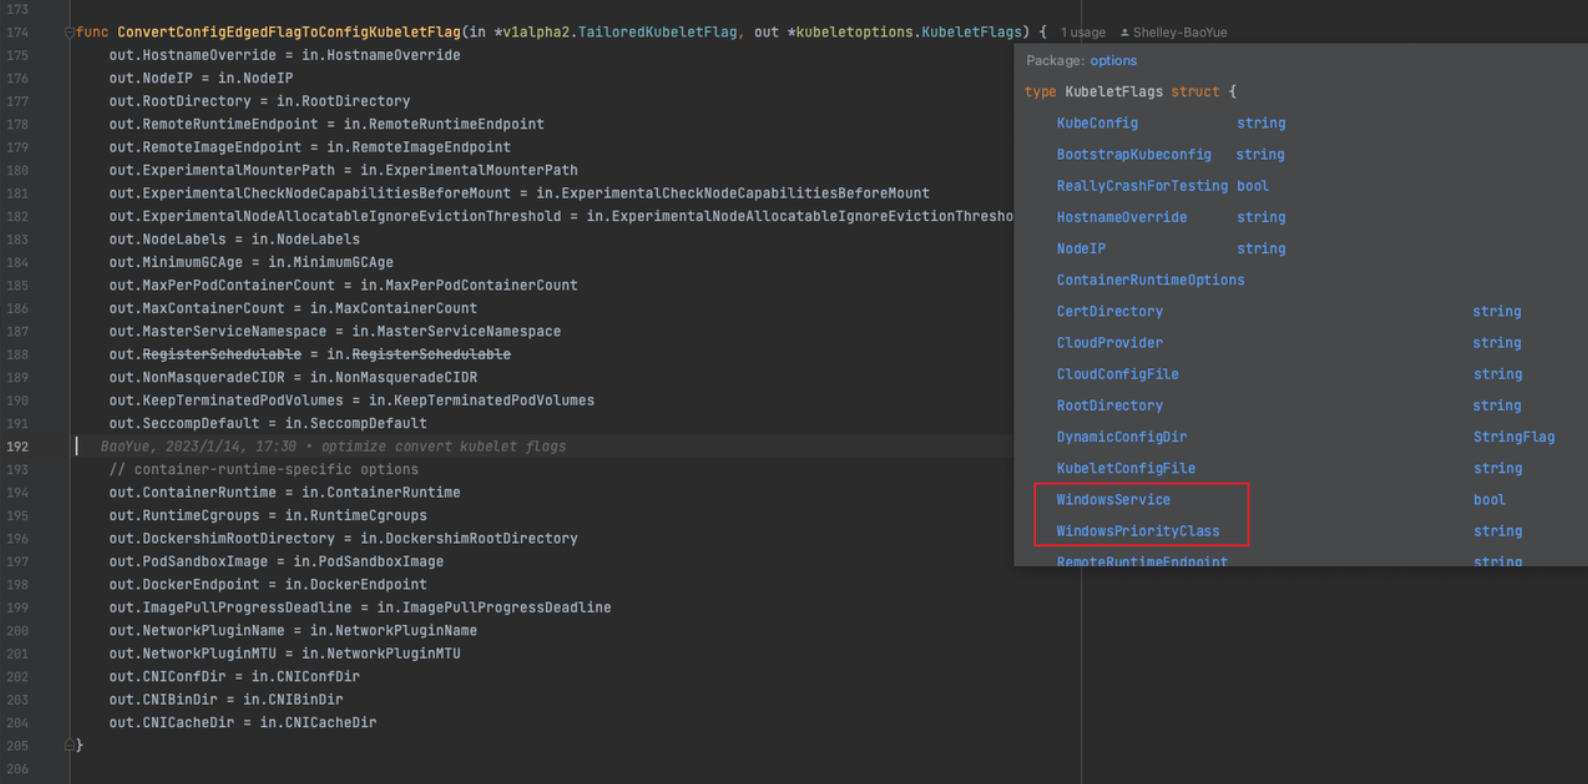 173
174 func ConvertConfigEdgedFlagToConfigKubeletFlag(in *v1alpha2.TailoredKubeletFlag, out *kubeletoptions.KubeletFlags) { 1 usage Shelley-BaoYue
175 out.HostnameOverride = in.HostnameOverride
176 out.NodeIP = in.NodeIP
177 out.RootDirectory = in.RootDirectory
178 out.RemoteRuntimeEndpoint = in.RemoteRuntimeEndpoint
179 out.RemoteImageEndpoint = in.RemoteImageEndpoint
180 out.ExperimentalMounterPath = in.ExperimentalMounterPath
181 out.ExperimentalCheckNodeCapabilitiesBeforeMount = in.ExperimentalCheckNodeCapabilitiesBeforeMount
182 out.ExperimentalNodeAllocatableIgnoreEvictionThreshold = in.ExperimentalNodeAllocatableIgnoreEvictionThresho
183 out.NodeLabels = in.NodeLabels
184 out.MinimumGCAge = in.MinimumGCAge
185 out.MaxPerPodContainerCount = in.MaxPerPodContainerCount
186 out.MaxContainerCount = in.MaxContainerCount
187 out.MasterServiceNamespace = in.MasterServiceNamespace
188 out.RegisterSchedulable = in.RegisterSchedulable
189 out.NonMasqueradeCIDR = in.NonMasqueradeCIDR
190 out.KeepTerminatedPodVolumes = in.KeepTerminatedPodVolumes
191 out.SeccompDefault = in.SeccompDefault
192 BaoYue, 2023/1/14, 17:30 • optimize convert kubelet flags
193 // container-runtime-specific options
194 out.ContainerRuntime = in.ContainerRuntime
195 out.RuntimeCgroups = in.RuntimeCgroups
196 out.DockershimRootDirectory = in.DockershimRootDirectory
197 out.PodSandboxImage = in.PodSandboxImage
198 out.DockerEndpoint = in.DockerEndpoint
199 out.ImagePullProgressDeadline = in.ImagePullProgressDeadline
200 out.NetworkPluginName = in.NetworkPluginName
201 out.NetworkPluginMTU = in.NetworkPluginMTU
202 out.CNIConfDir = in.CNIConfDir
203 out.CNIBinDir = in.CNIBinDir
204 out.CNICacheDir = in.CNICacheDir
205 }
206
Package: options
type KubeletFlags struct {
KubeConfig string
BootstrapKubeconfig string
ReallyCrashForTesting bool
HostnameOverride string
NodeIP string
ContainerRuntimeOptions
CertDirectory string
CloudProvider string
CloudConfigFile string
RootDirectory string
DynamicConfigDir StringFlag
KubeletConfigFile string
WindowsService bool
WindowsPriorityClass string
RemoteRuntimeEndpoint string